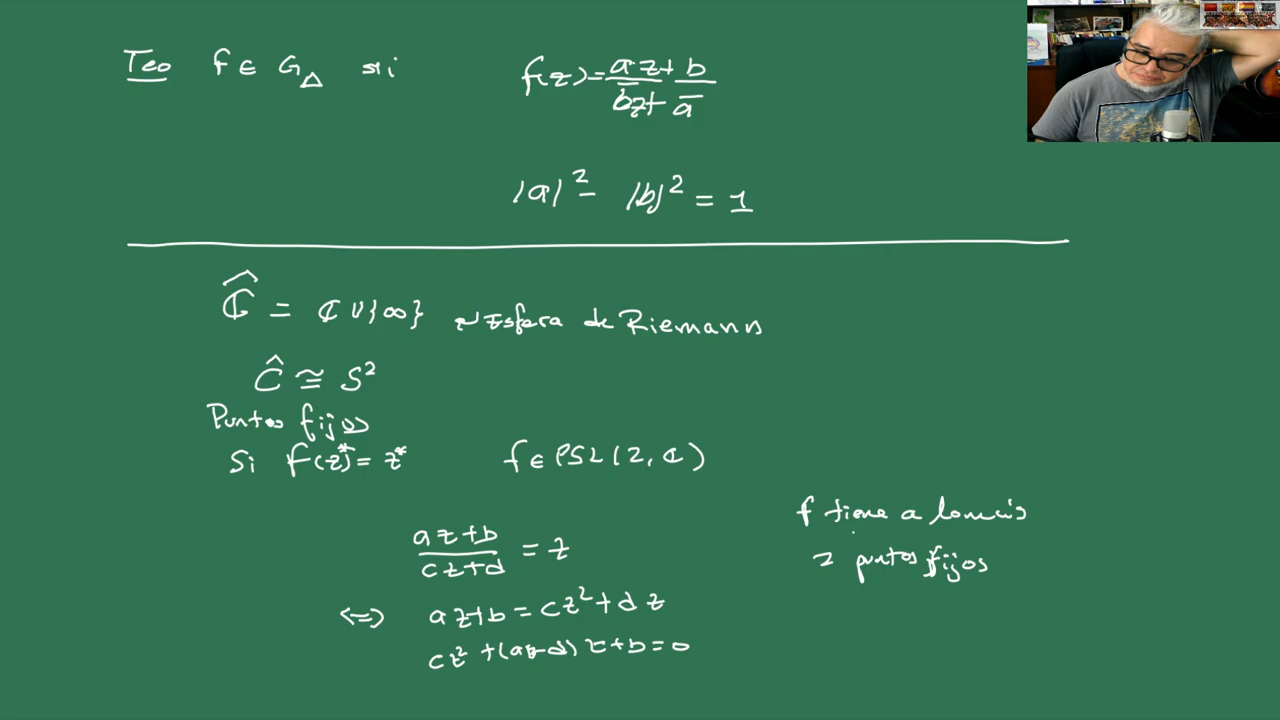 Teo f ∈ G_Δ si f(z) = (az+b)/(b̄z+ā)
|a|² - |b|² = 1
Ĉ = ℂ ∪ {∞} ~ Esfera de Riemann
Ĉ ≅ S²
Puntos fijos
Si f(z*) = z* f ∈ PSL(2, ℂ)
f tiene a lo más
2 puntos fijos
(az+b)/(cz+d) = z
⟺ az+b = cz²+dz
cz² + (a-d) z + b = 0